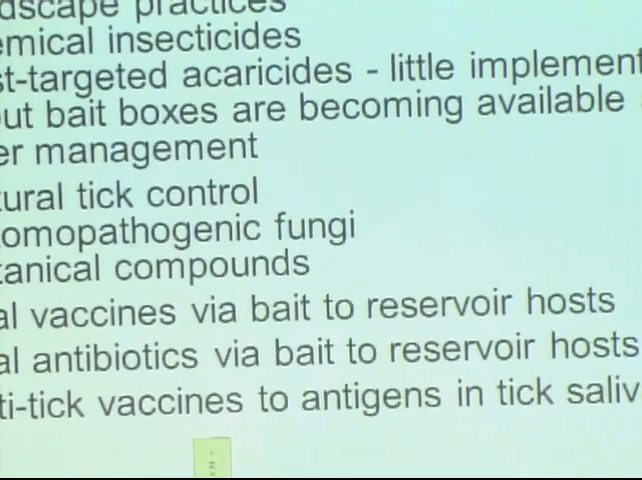 dscape practices
emical insecticides
st-targeted acaricides - little implement
out bait boxes are becoming available
er management
tural tick control
tomopathogenic fungi
tanical compounds
al vaccines via bait to reservoir hosts
al antibiotics via bait to reservoir hosts
ti-tick vaccines to antigens in tick saliv